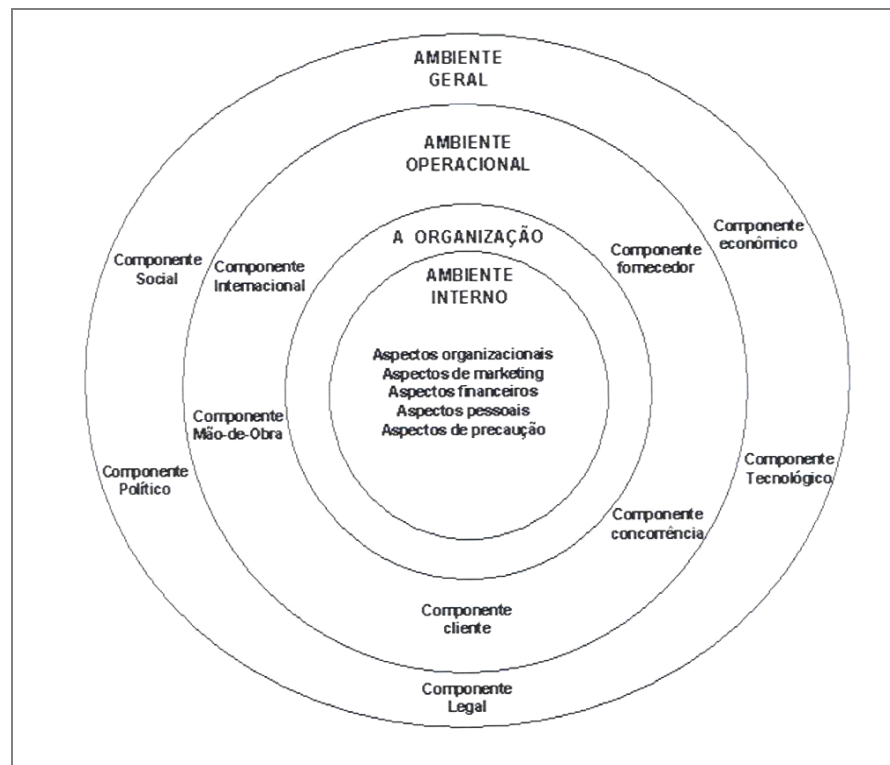 AMBIENTE
GERAL
AMBIENTE
OPERACIONAL
A ORGANIZAÇÃO
AMBIENTE
INTERNO
Componente
econômico
Componente
fornecedor
Componente
Social
Componente
Internacional
Aspectos organizacionais
Aspectos de marketing
Aspectos financeiros
Aspectos pessoais
Aspectos de precaução
Componente
Mão-de-Obra
Componente
Político
Componente
Tecnológico
Componente
concorrência
Componente
cliente
Componente
Legal